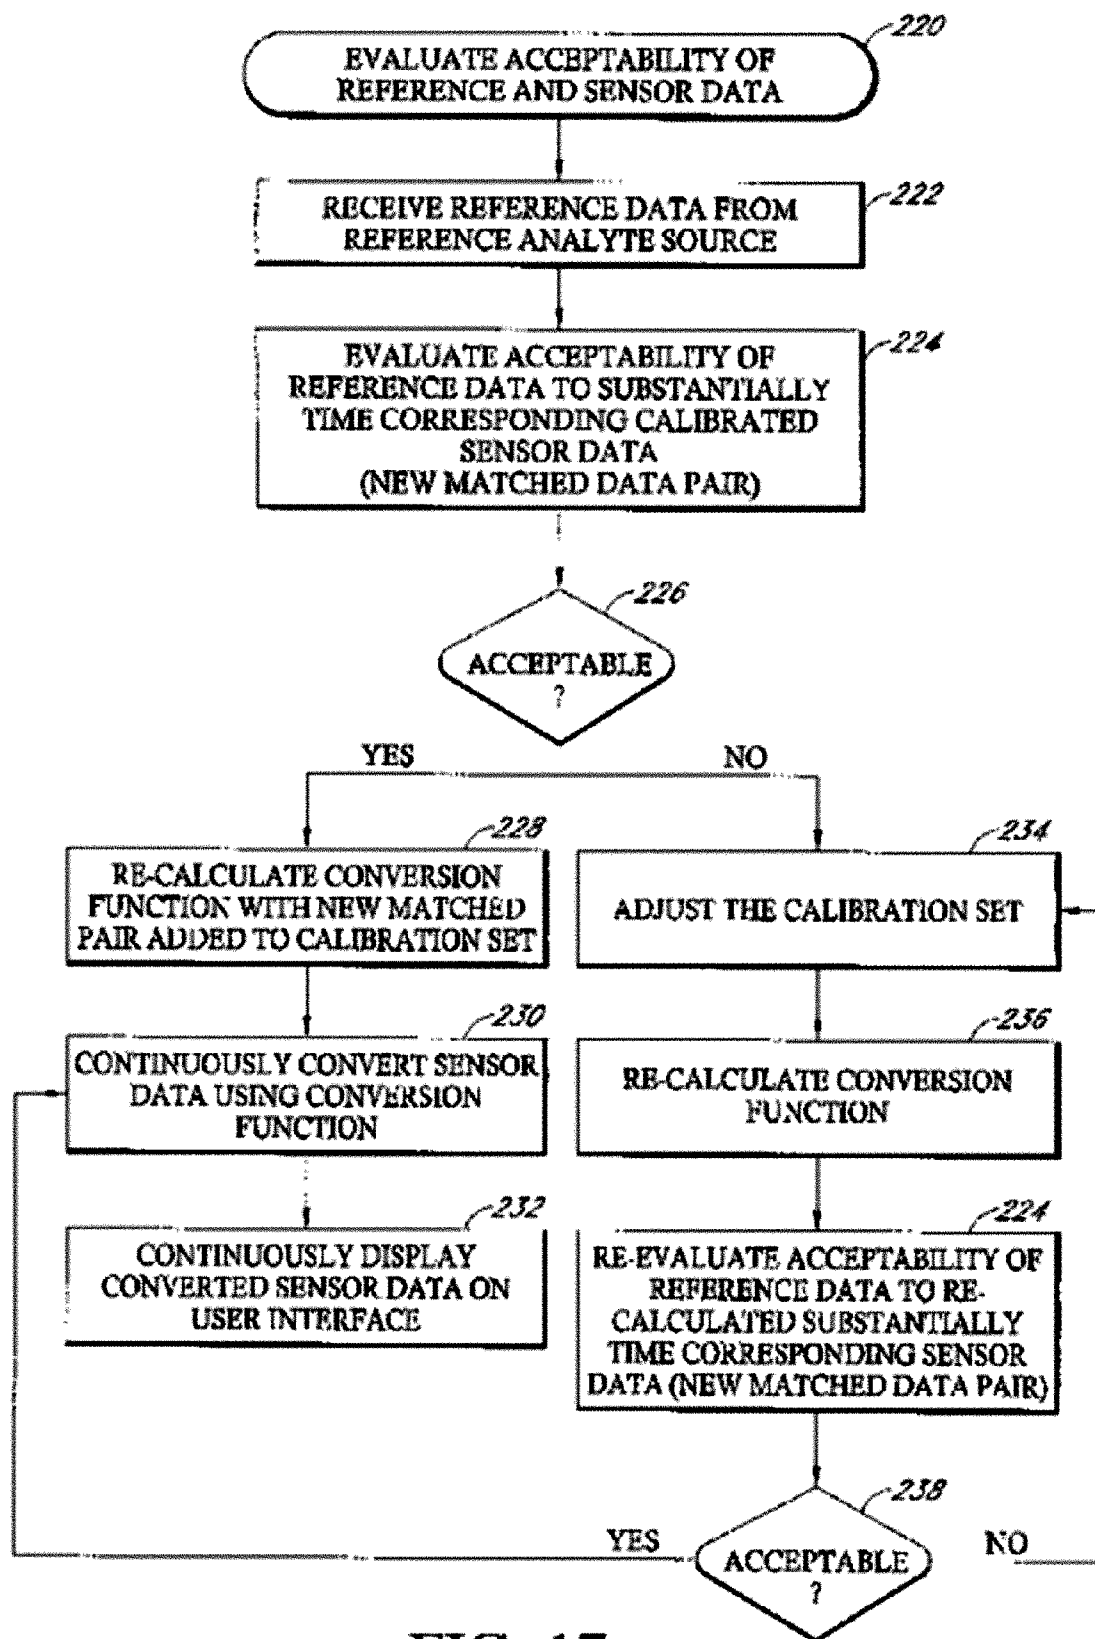 220
EVALUATE ACCEPTABILITY OF
REFERENCE AND SENSOR DATA
222
RECEIVE REFERENCE DATA FROM
REFERENCE ANALYTE SOURCE
224
EVALUATE ACCEPTABILITY OF
REFERENCE DATA TO SUBSTANTIALLY
TIME CORRESPONDING CALIBRATED
SENSOR DATA
(NEW MATCHED DATA PAIR)
226
ACCEPTABLE
?
YES
NO
228
RE-CALCULATE CONVERSION
FUNCTION WITH NEW MATCHED
PAIR ADDED TO CALIBRATION SET
234
ADJUST THE CALIBRATION SET
230
CONTINUOUSLY CONVERT SENSOR
DATA USING CONVERSION
FUNCTION
236
RE-CALCULATE CONVERSION
FUNCTION
232
CONTINUOUSLY DISPLAY
CONVERTED SENSOR DATA ON
USER INTERFACE
224
RE-EVALUATE ACCEPTABILITY OF
REFERENCE DATA TO RE-
CALCULATED SUBSTANTIALLY
TIME CORRESPONDING SENSOR
DATA (NEW MATCHED DATA PAIR)
238
YES
ACCEPTABLE
?
NO